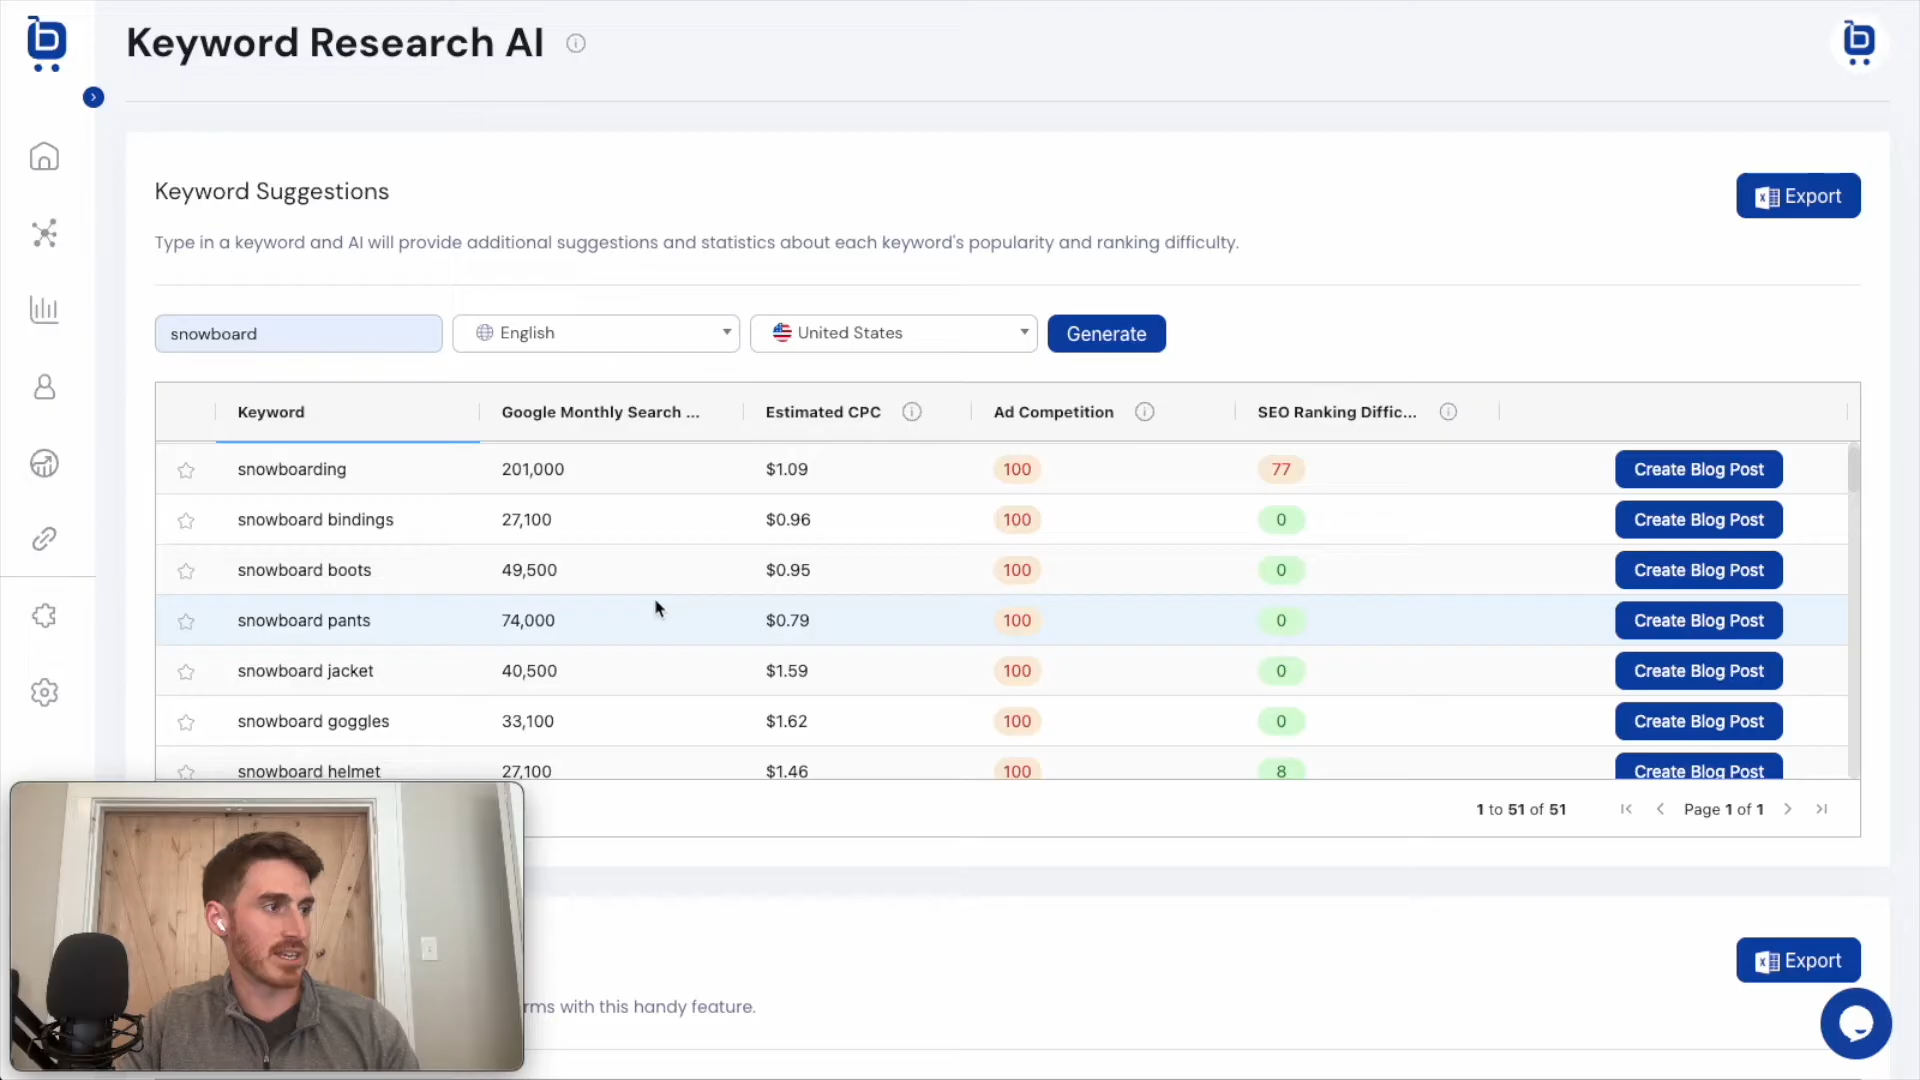 Keyword Research AI
Keyword Suggestions
Export
Type in a keyword and AI will provide additional suggestions and statistics about each keyword's popularity and ranking difficulty.
snowboard English United States Generate
Keyword Google Monthly Search ... Estimated CPC Ad Competition SEO Ranking Diffic...
snowboarding 201,000 $1.09 100 77 Create Blog Post
snowboard bindings 27,100 $0.96 100 0 Create Blog Post
snowboard boots 49,500 $0.95 100 0 Create Blog Post
snowboard pants 74,000 $0.79 100 0 Create Blog Post
snowboard jacket 40,500 $1.59 100 0 Create Blog Post
snowboard goggles 33,100 $1.62 100 0 Create Blog Post
snowboard helmet 27,100 $1.46 100 8 Create Blog Post
1 to 51 of 51 Page 1 of 1
Export
with this handy feature.